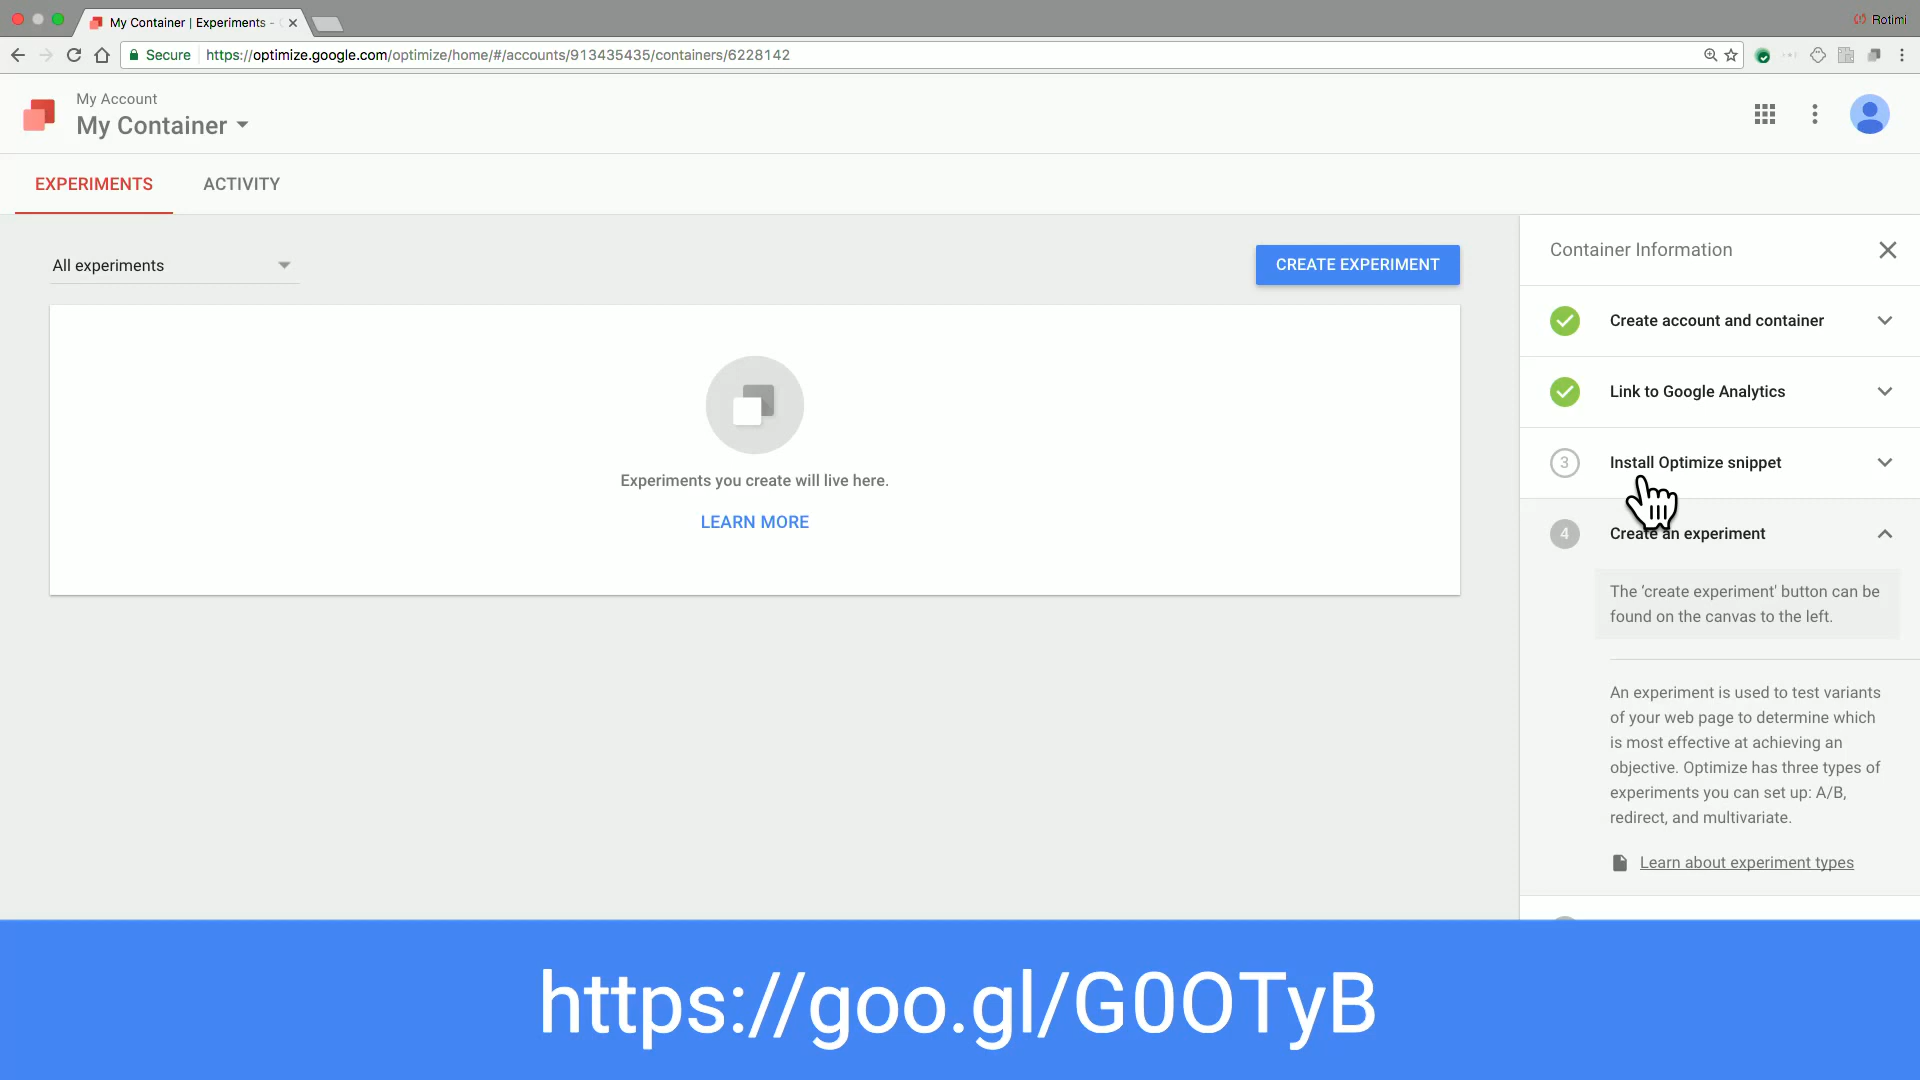 My Container | Experiments -
Rotimi
Secure https://optimize.google.com/optimize/home/#/accounts/913435435/containers/6228142
My Account
My Container
EXPERIMENTS ACTIVITY
All experiments
CREATE EXPERIMENT
Experiments you create will live here.
LEARN MORE
Container Information
Create account and container
Link to Google Analytics
3 Install Optimize snippet
4 Create an experiment
The ‘create experiment’ button can be
found on the canvas to the left.
An experiment is used to test variants
of your web page to determine which
is most effective at achieving an
objective. Optimize has three types of
experiments you can set up: A/B,
redirect, and multivariate.
Learn about experiment types
https://goo.gl/G0OTyB